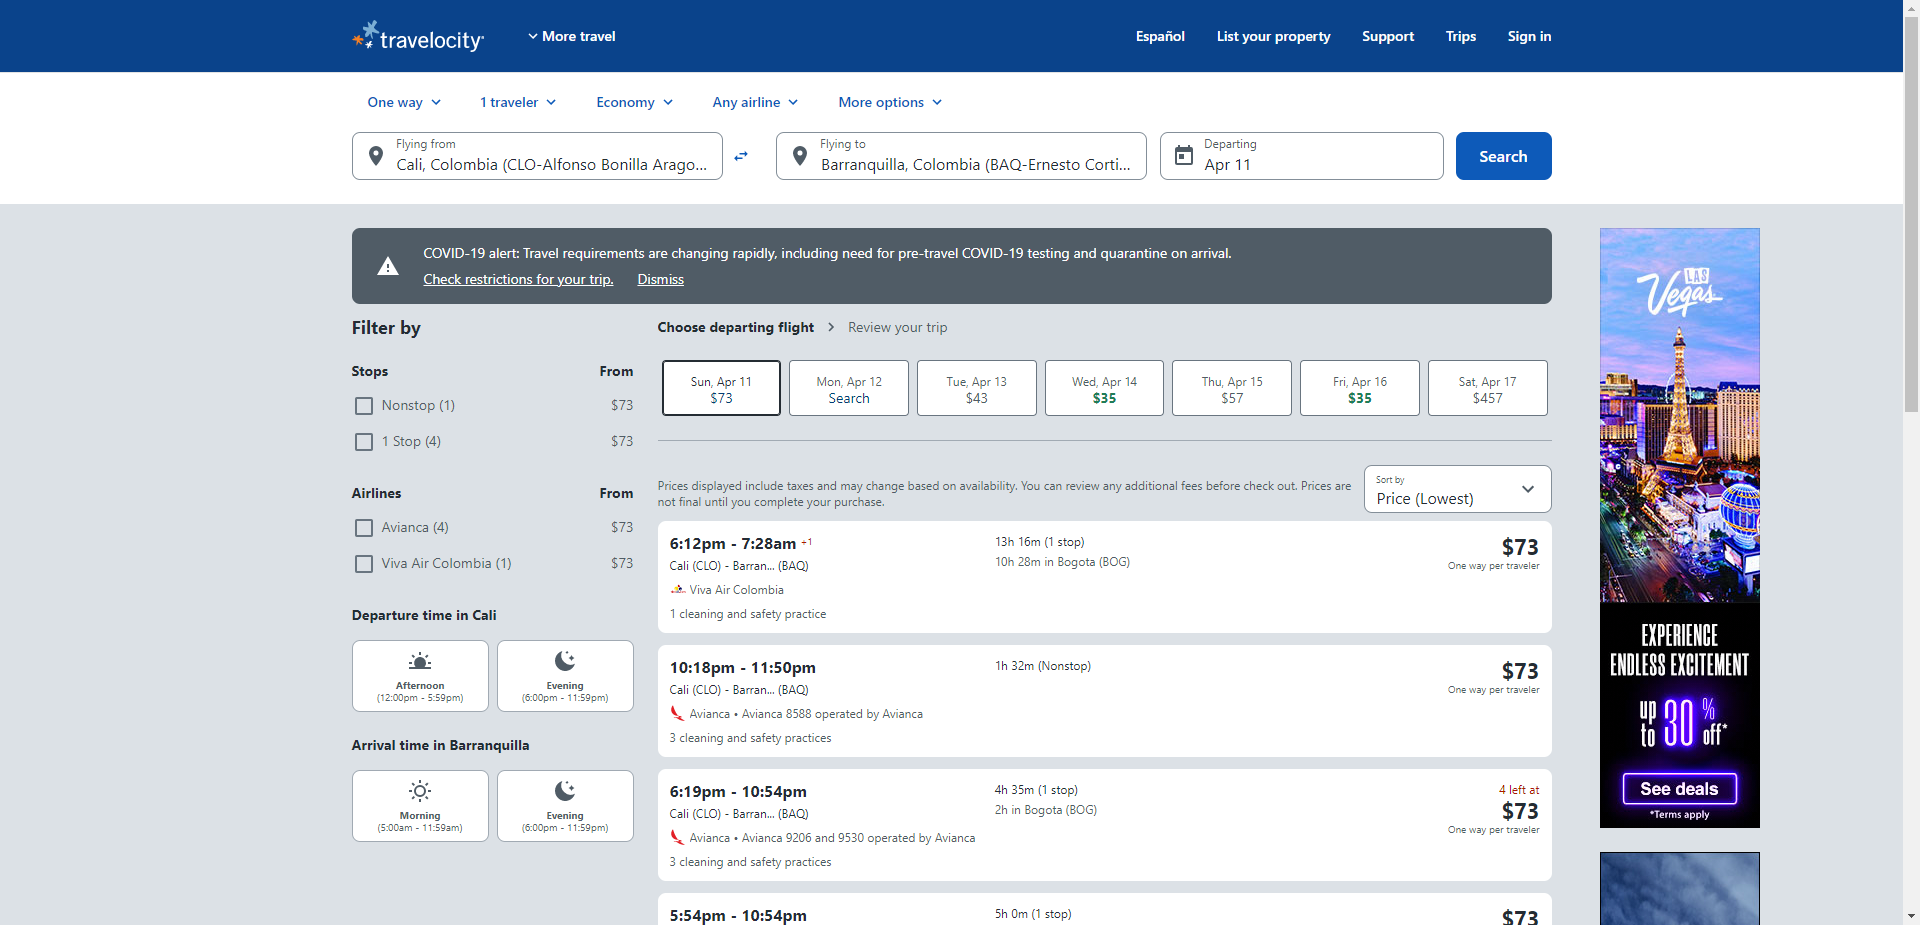 travelocity
More travel
Español
List your property
Support
Trips
Sign in
One way
1 traveler
Economy
Any airline
More options
Flying from
Cali, Colombia (CLO-Alfonso Bonilla Arago...
Flying to
Barranquilla, Colombia (BAQ-Ernesto Corti...
Departing
Apr 11
Search
COVID-19 alert: Travel requirements are changing rapidly, including need for pre-travel COVID-19 testing and quarantine on arrival.
Check restrictions for your trip.
Dismiss
Filter by
Stops From
Nonstop (1) $73
1 Stop (4) $73
Airlines From
Avianca (4) $73
Viva Air Colombia (1) $73
Departure time in Cali
Afternoon
(12:00pm - 5:59pm)
Evening
(6:00pm - 11:59pm)
Arrival time in Barranquilla
Morning
(5:00am - 11:59am)
Evening
(6:00pm - 11:59pm)
Choose departing flight
Review your trip
Sun, Apr 11
$73
Mon, Apr 12
Search
Tue, Apr 13
$43
Wed, Apr 14
$35
Thu, Apr 15
$57
Fri, Apr 16
$35
Sat, Apr 17
$457
Prices displayed include taxes and may change based on availability. You can review any additional fees before check out. Prices are
not final until you complete your purchase.
Sort by
Price (Lowest)
6:12pm - 7:28am +1
Cali (CLO) - Barran... (BAQ)
Viva Air Colombia
1 cleaning and safety practice
13h 16m (1 stop)
10h 28m in Bogota (BOG)
$73
One way per traveler
10:18pm - 11:50pm
Cali (CLO) - Barran... (BAQ)
Avianca • Avianca 8588 operated by Avianca
3 cleaning and safety practices
1h 32m (Nonstop)
$73
One way per traveler
6:19pm - 10:54pm
Cali (CLO) - Barran... (BAQ)
Avianca • Avianca 9206 and 9530 operated by Avianca
3 cleaning and safety practices
4h 35m (1 stop)
2h in Bogota (BOG)
4 left at
$73
One way per traveler
5:54pm - 10:54pm
5h 0m (1 stop)
$73
LAS
Vegas
EXPERIENCE
ENDLESS EXCITEMENT
up to 30% off*
See deals
*Terms apply